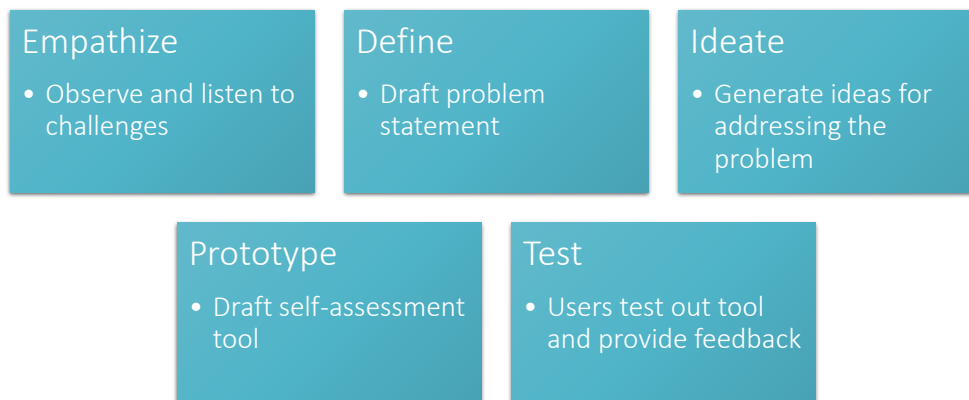 Empathize
• Observe and listen to
challenges
Define
• Draft problem
statement
Ideate
• Generate ideas for
addressing the
problem
Prototype
• Draft self-assessment
tool
Test
• Users test out tool
and provide feedback